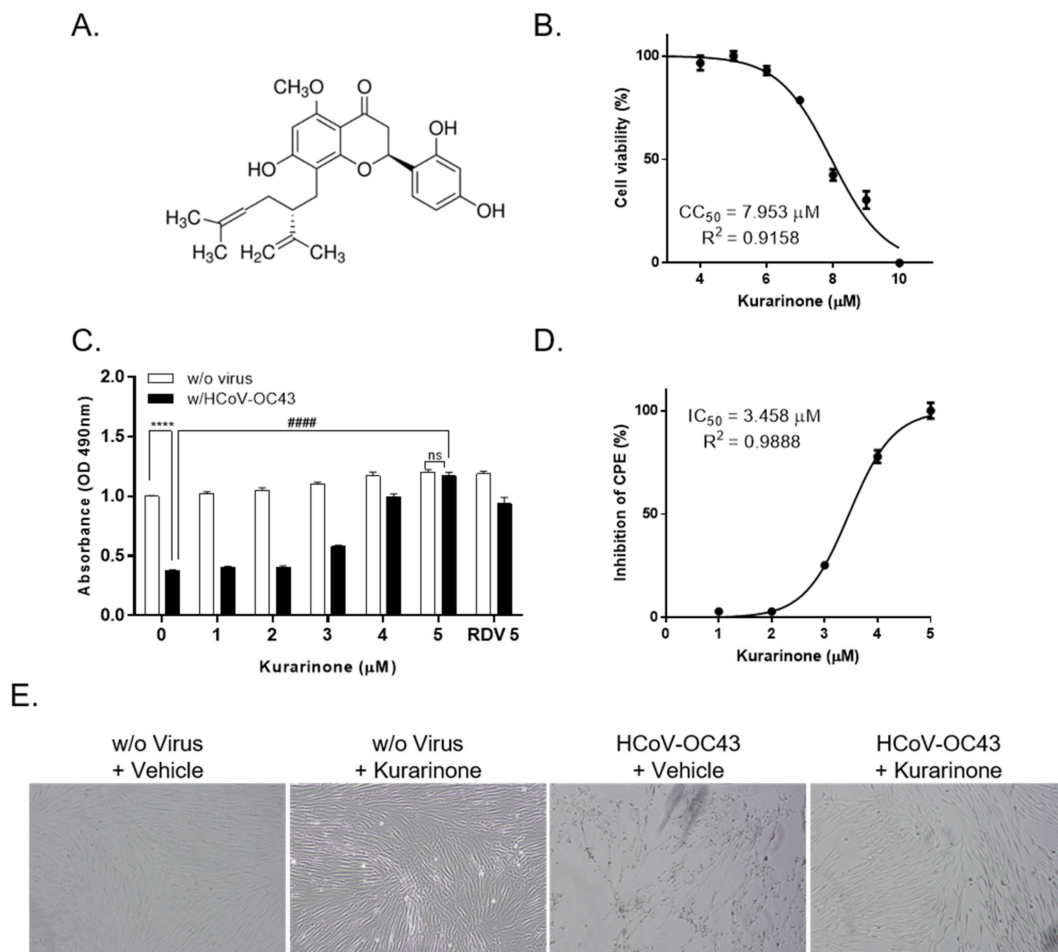 A.
CH₃O
O
OH
HO
O
OH
H₃C
CH₃
H₂C
CH₃
B.
Cell viability (%)
100
50
0
CC₅₀ = 7.953 µM
R² = 0.9158
4 6 8 10
Kurarinone (µM)
C.
w/o virus
w/HCoV-OC43
Absorbance (OD 490nm)
2.0
1.5
1.0
0.5
0.0
****
####
ns
0 1 2 3 4 5 RDV 5
Kurarinone (µM)
D.
Inhibition of CPE (%)
100
50
0
IC₅₀ = 3.458 µM
R² = 0.9888
0 1 2 3 4 5
Kurarinone (µM)
E.
w/o Virus
+ Vehicle
w/o Virus
+ Kurarinone
HCoV-OC43
+ Vehicle
HCoV-OC43
+ Kurarinone